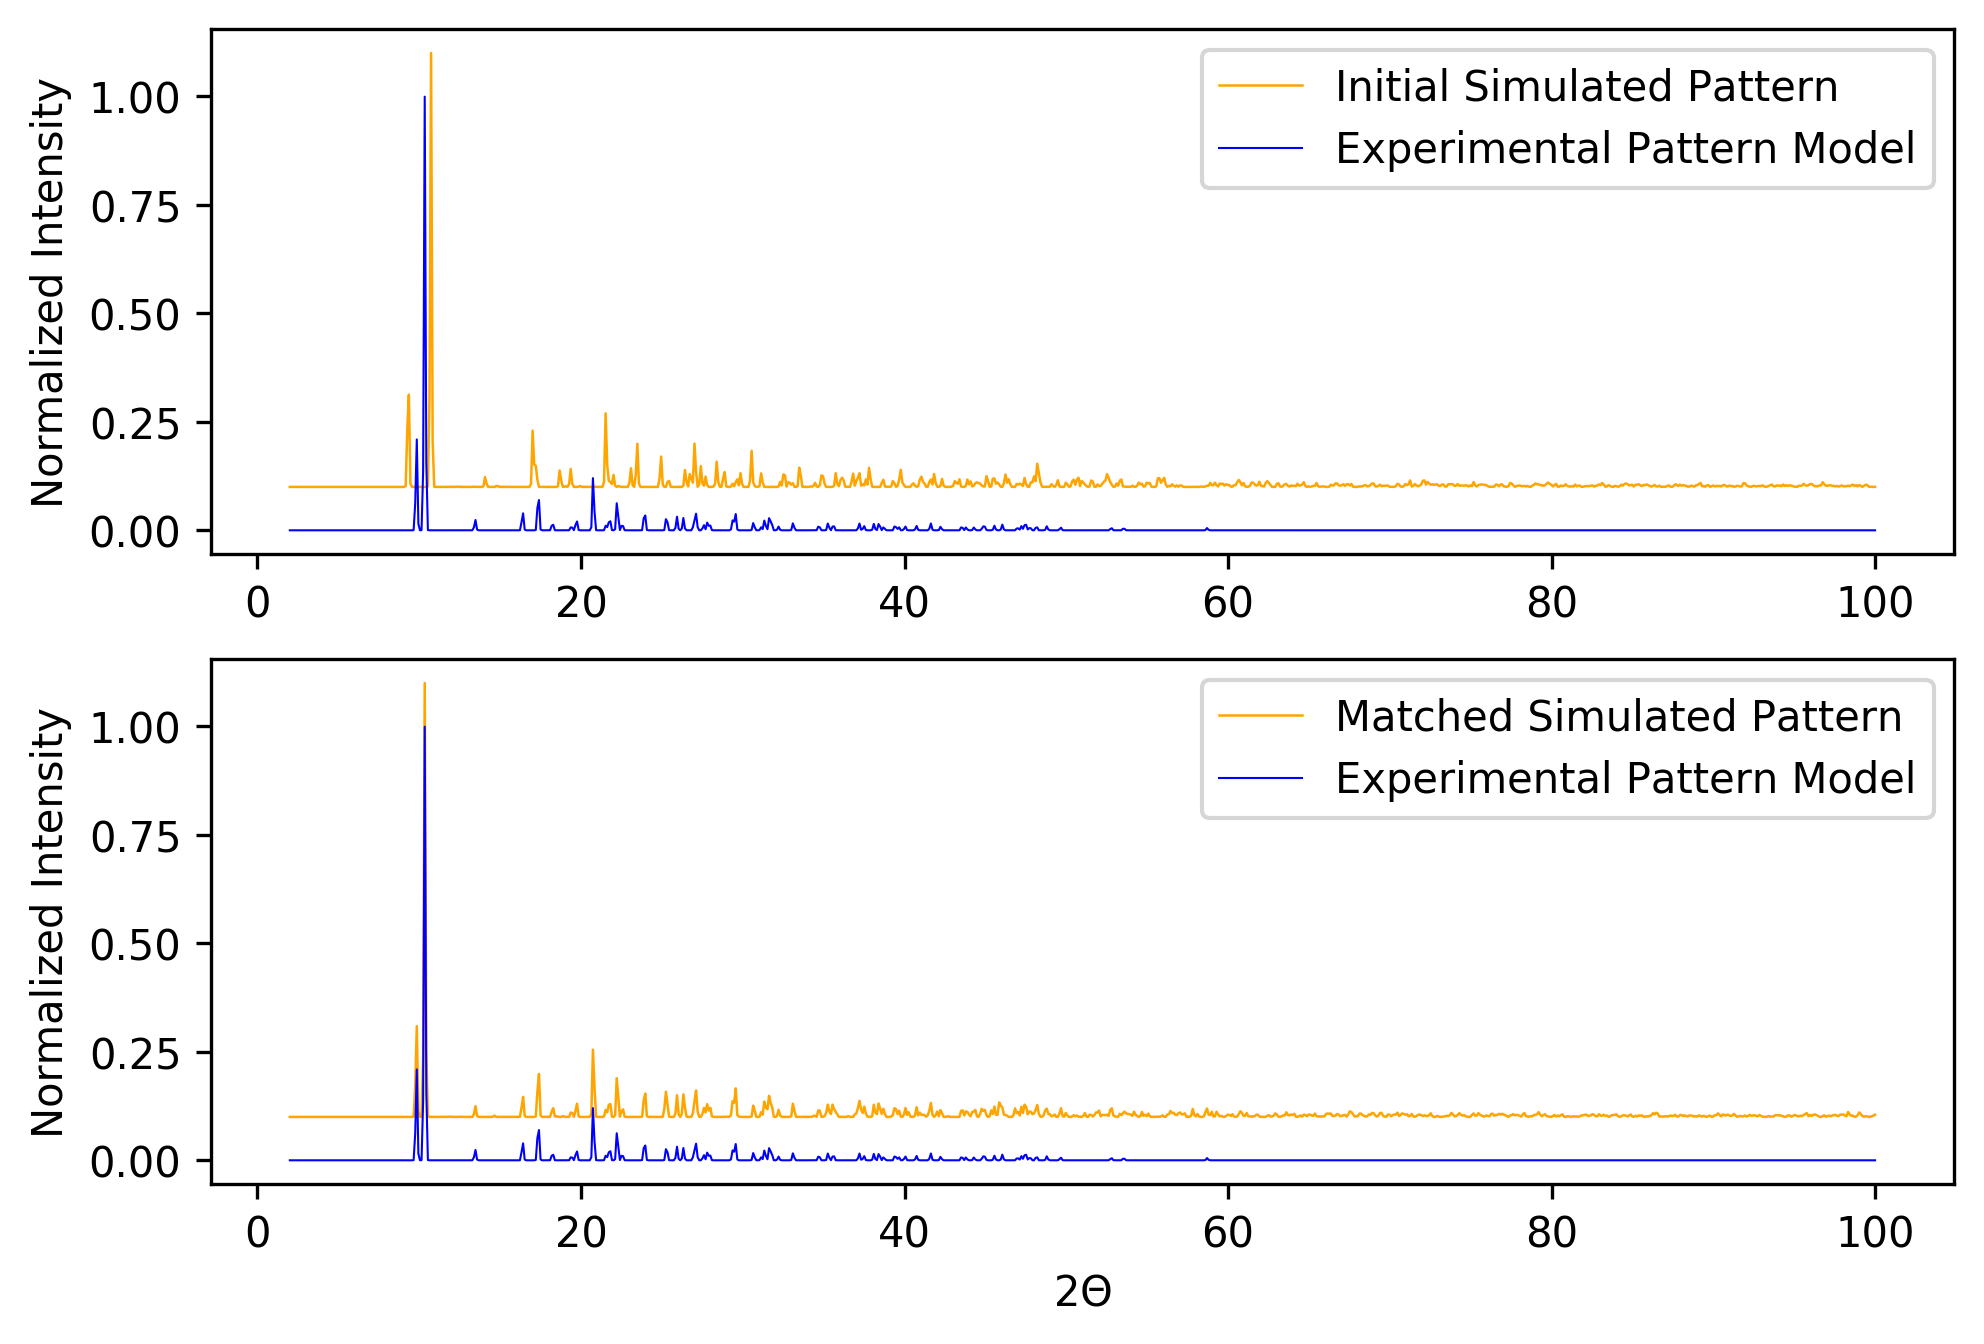 Normalized Intensity
1.00
0.75
0.50
0.25
0.00
Initial Simulated Pattern
Experimental Pattern Model
0 20 40 60 80 100
Normalized Intensity
1.00
0.75
0.50
0.25
0.00
Matched Simulated Pattern
Experimental Pattern Model
0 20 40 60 80 100
2Θ